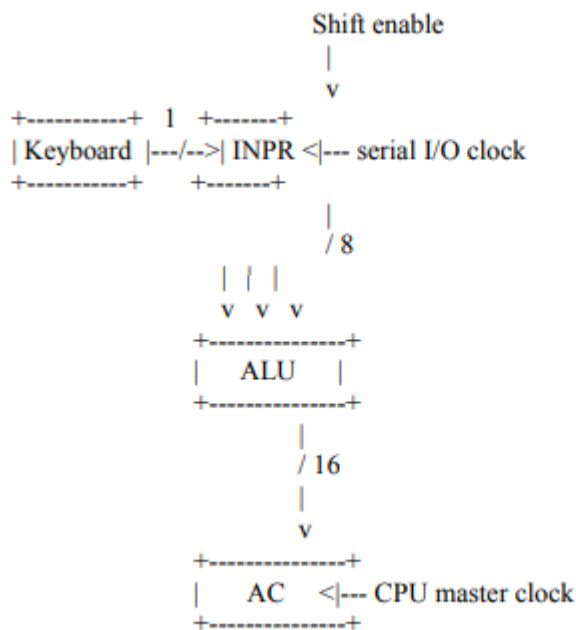 Shift enable
|
v
+-----------+ 1 +-------+
| Keyboard |---/-->| INPR <|--- serial I/O clock
+-----------+ +-------+
|
/ 8
| | |
v v v
+---------------+
| ALU |
+---------------+
|
/ 16
|
v
+---------------+
| AC <|--- CPU master clock
+---------------+